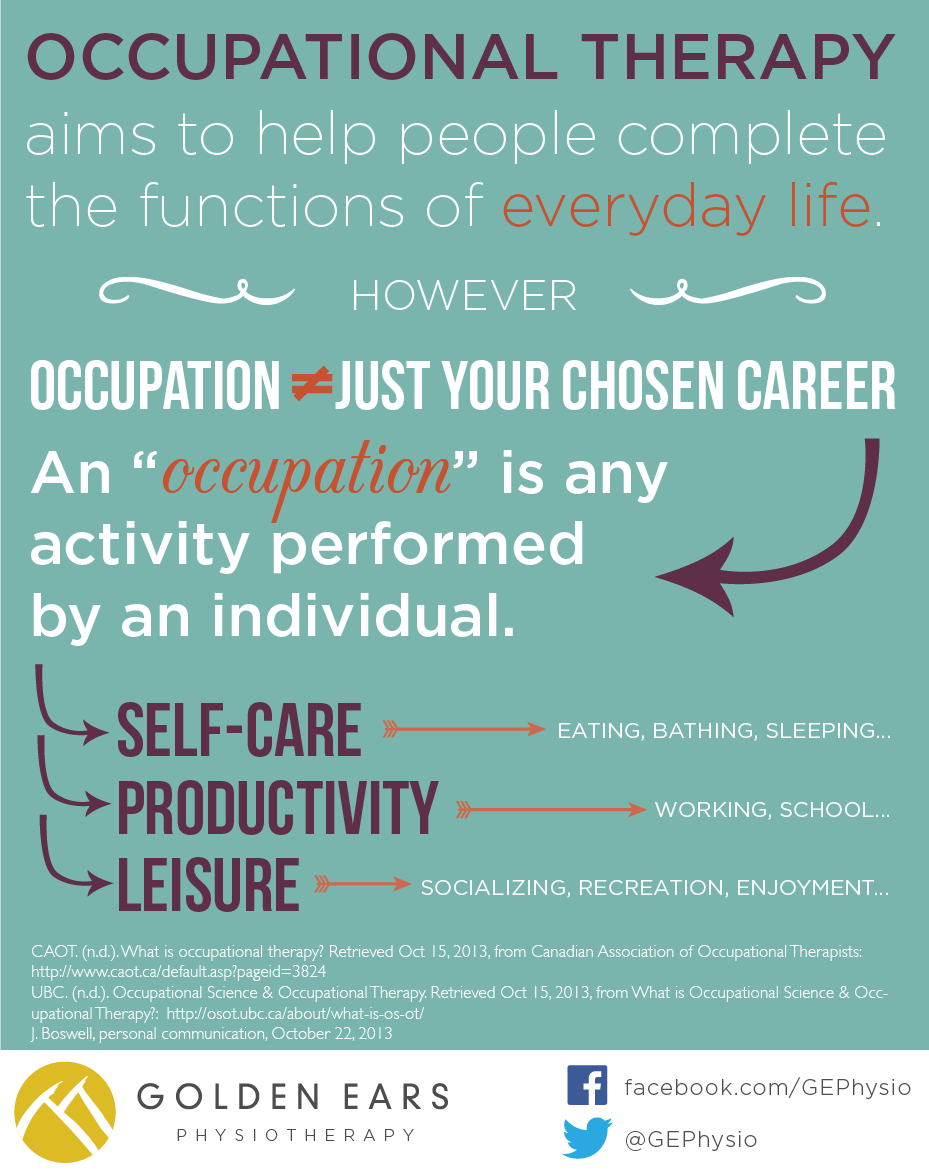 OCCUPATIONAL THERAPY
aims to help people complete
the functions of everyday life.
HOWEVER
OCCUPATION ≠ JUST YOUR CHOSEN CAREER
An “occupation” is any
activity performed
by an individual.
SELF-CARE EATING, BATHING, SLEEPING...
PRODUCTIVITY WORKING, SCHOOL...
LEISURE SOCIALIZING, RECREATION, ENJOYMENT...
CAOT. (n.d.). What is occupational therapy? Retrieved Oct 15, 2013, from Canadian Association of Occupational Therapists:
http://www.caot.ca/default.asp?pageid=3824
UBC. (n.d.). Occupational Science & Occupational Therapy. Retrieved Oct 15, 2013, from What is Occupational Science & Occ-
upational Therapy?: http://osot.ubc.ca/about/what-is-os-ot/
J. Boswell, personal communication, October 22, 2013
GOLDEN EARS
PHYSIOTHERAPY
facebook.com/GEPhysio
@GEPhysio